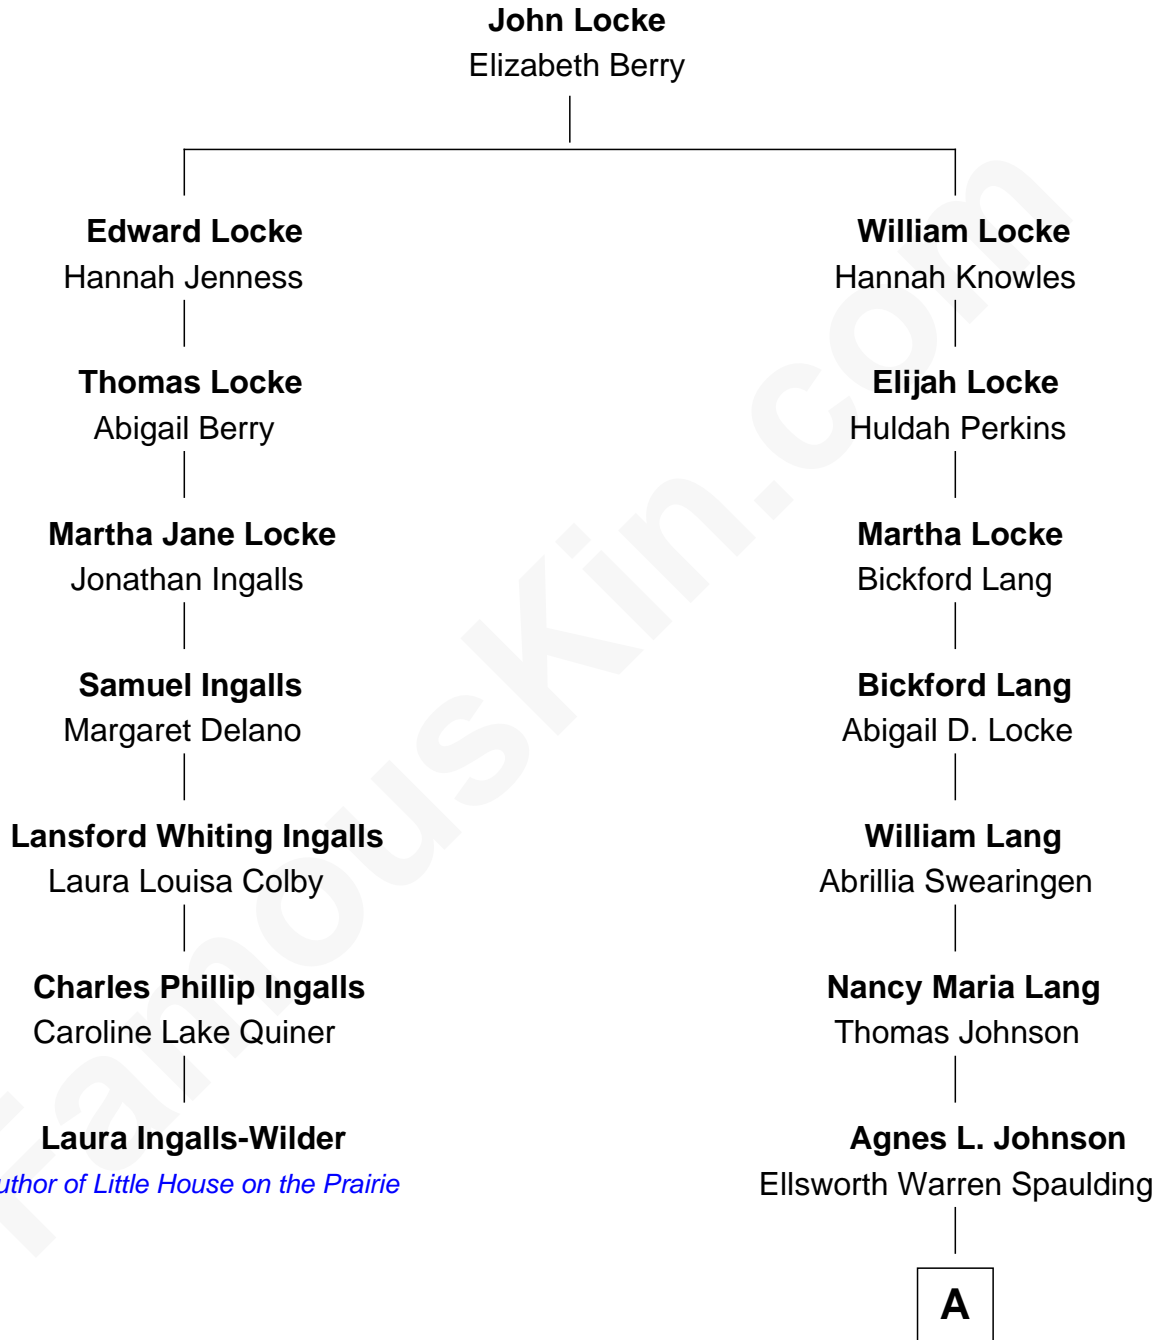 John Locke
Elizabeth Berry
Edward Locke
Hannah Jenness
William Locke
Hannah Knowles
Thomas Locke
Abigail Berry
Elijah Locke
Huldah Perkins
Martha Jane Locke
Jonathan Ingalls
Martha Locke
Bickford Lang
Samuel Ingalls
Margaret Delano
Bickford Lang
Abigail D. Locke
Lansford Whiting Ingalls
Laura Louisa Colby
William Lang
Abrillia Swearingen
Charles Phillip Ingalls
Caroline Lake Quiner
Nancy Maria Lang
Thomas Johnson
Laura Ingalls-Wilder
uthor of Little House on the Prairie
Agnes L. Johnson
Ellsworth Warren Spaulding
A
FamousKin.com